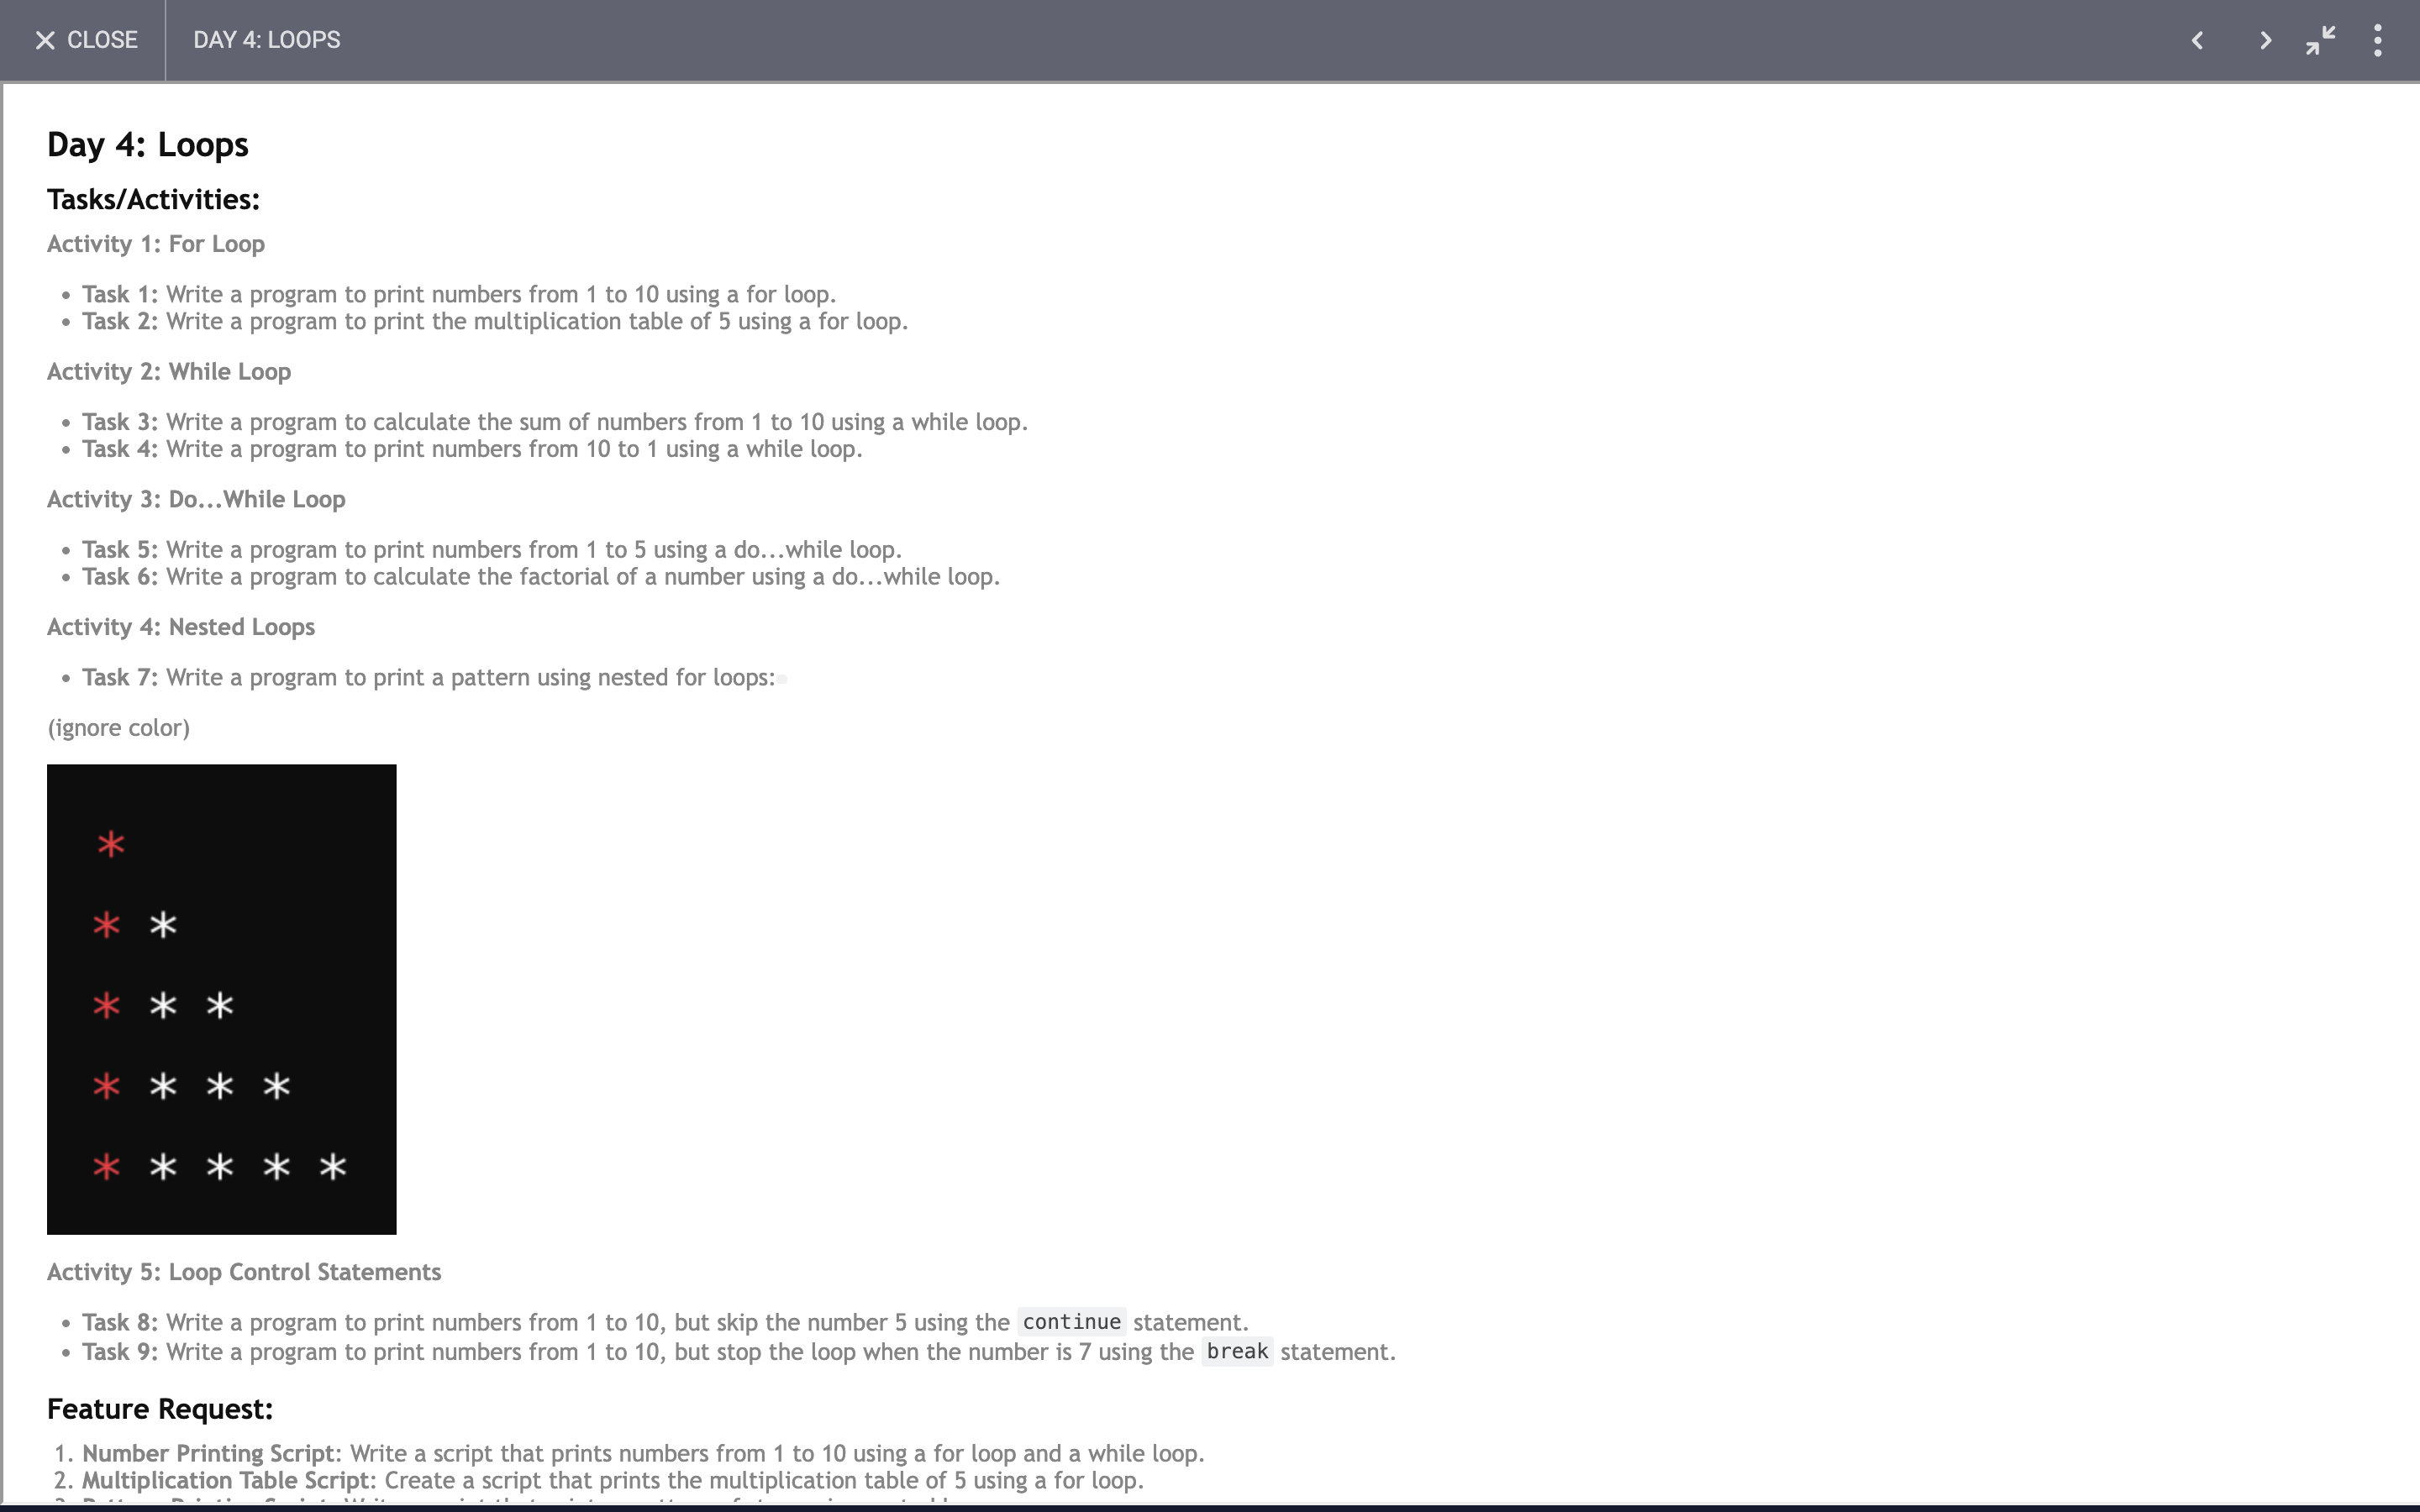 CLOSE
DAY 4: LOOPS
Day 4: Loops
Tasks/Activities:
Activity 1: For Loop
• Task 1: Write a program to print numbers from 1 to 10 using a for loop.
• Task 2: Write a program to print the multiplication table of 5 using a for loop.
Activity 2: While Loop
• Task 3: Write a program to calculate the sum of numbers from 1 to 10 using a while loop.
• Task 4: Write a program to print numbers from 10 to 1 using a while loop.
Activity 3: Do...While Loop
• Task 5: Write a program to print numbers from 1 to 5 using a do...while loop.
• Task 6: Write a program to calculate the factorial of a number using a do...while loop.
Activity 4: Nested Loops
• Task 7: Write a program to print a pattern using nested for loops:
(ignore color)
*
* *
* * *
* * * *
* * * * *
Activity 5: Loop Control Statements
• Task 8: Write a program to print numbers from 1 to 10, but skip the number 5 using the continue statement.
• Task 9: Write a program to print numbers from 1 to 10, but stop the loop when the number is 7 using the break statement.
Feature Request:
1. Number Printing Script: Write a script that prints numbers from 1 to 10 using a for loop and a while loop.
2. Multiplication Table Script: Create a script that prints the multiplication table of 5 using a for loop.